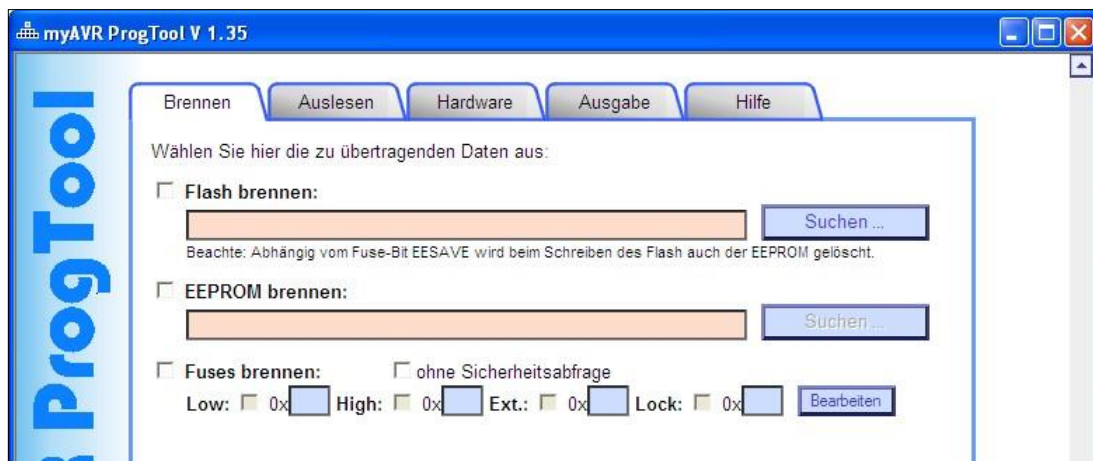 myAVR ProgTool V 1.35
Brennen Auslesen Hardware Ausgabe Hilfe
Wählen Sie hier die zu übertragenden Daten aus:
Flash brennen:
Suchen ...
Beachte: Abhängig vom Fuse-Bit EESAVE wird beim Schreiben des Flash auch der EEPROM gelöscht.
EEPROM brennen:
Suchen ...
Fuses brennen: ohne Sicherheitsabfrage
Low: 0x High: 0x Ext.: 0x Lock: 0x Bearbeiten
ProgTool